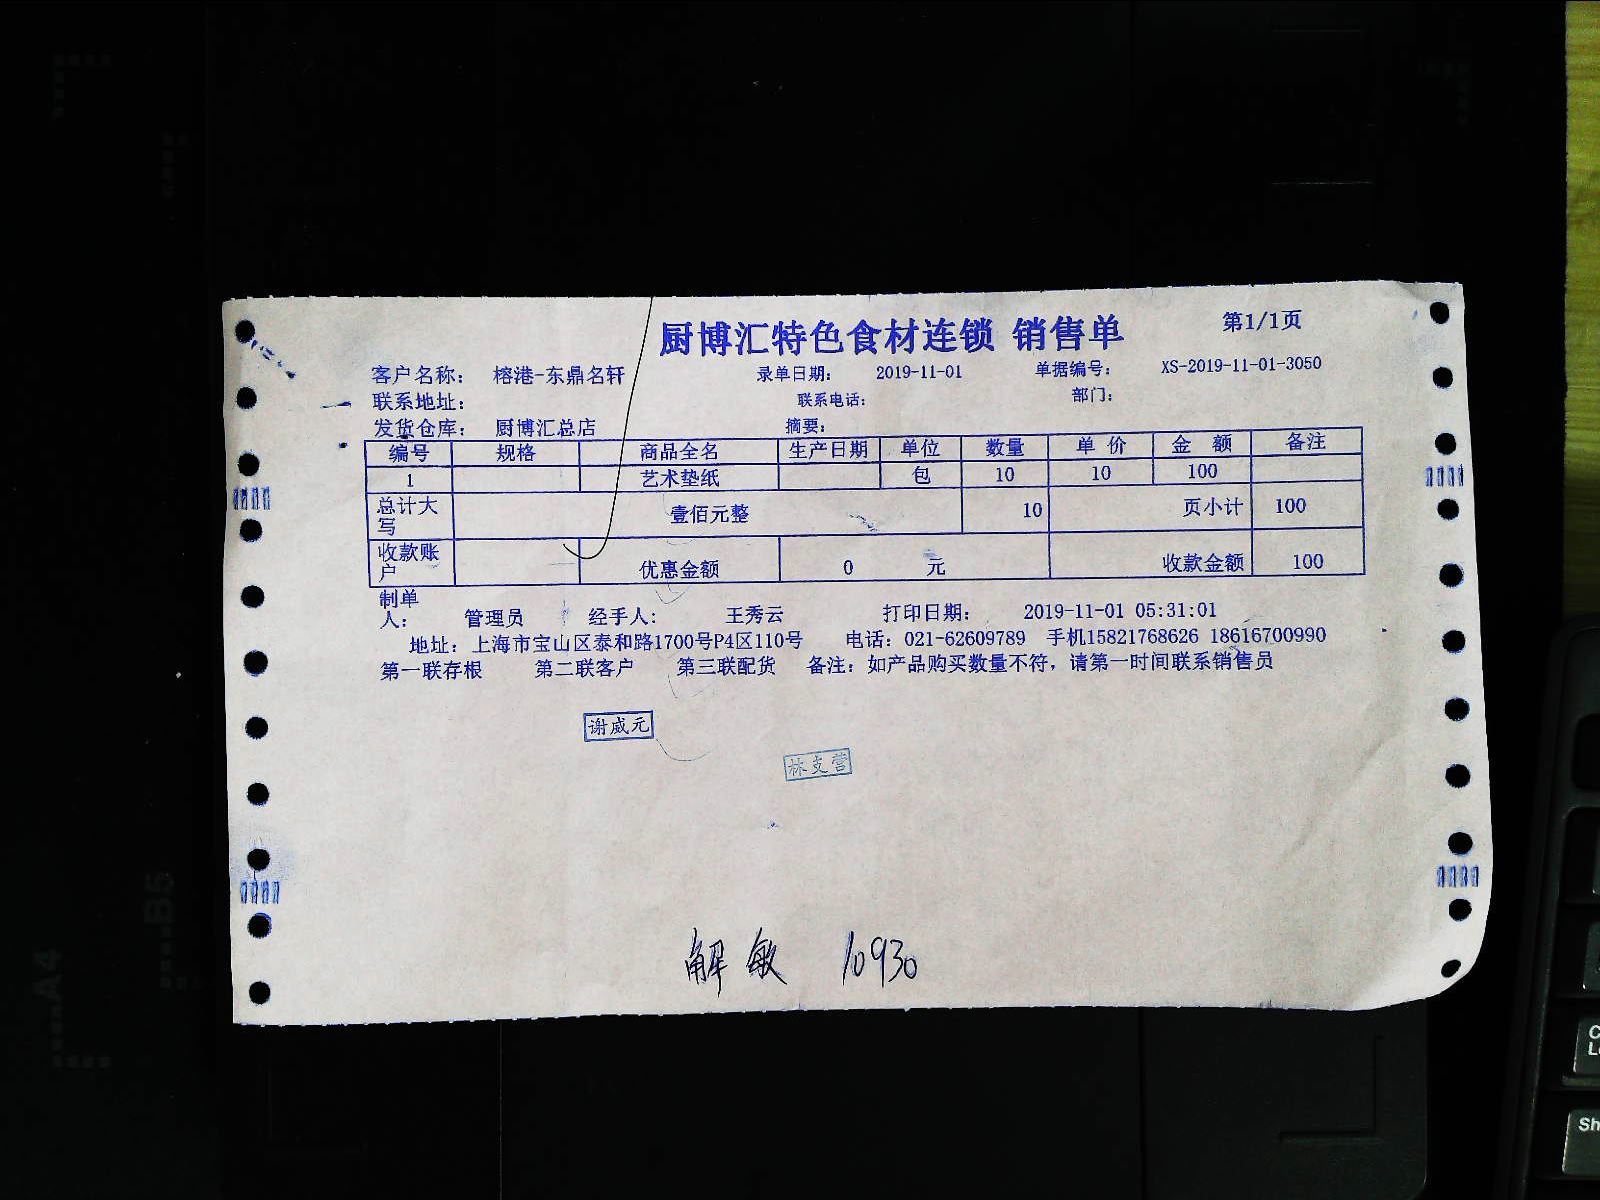 厨博汇特色食材连锁 销售单 第1/1页
客户名称： 榕港-东鼎名轩 录单日期： 2019-11-01 单据编号： XS-2019-11-01-3050
联系地址： 联系电话： 部门：
发货仓库： 厨博汇总店 摘要：
编号 规格 商品全名 生产日期 单位 数量 单价 金额 备注
1 艺术垫纸 包 10 10 100
总计大写 壹佰元整 10 页小计 100
收款账户 优惠金额 0 元 收款金额 100
制单人： 管理员 经手人： 王秀云 打印日期： 2019-11-01 05:31:01
地址：上海市宝山区泰和路1700号P4区110号 电话：021-62609789 手机15821768626 18616700990
第一联存根 第二联客户 第三联配货 备注：如产品购买数量不符，请第一时间联系销售员
谢威元
林支营
解敏 10930
A4
B5
Sh